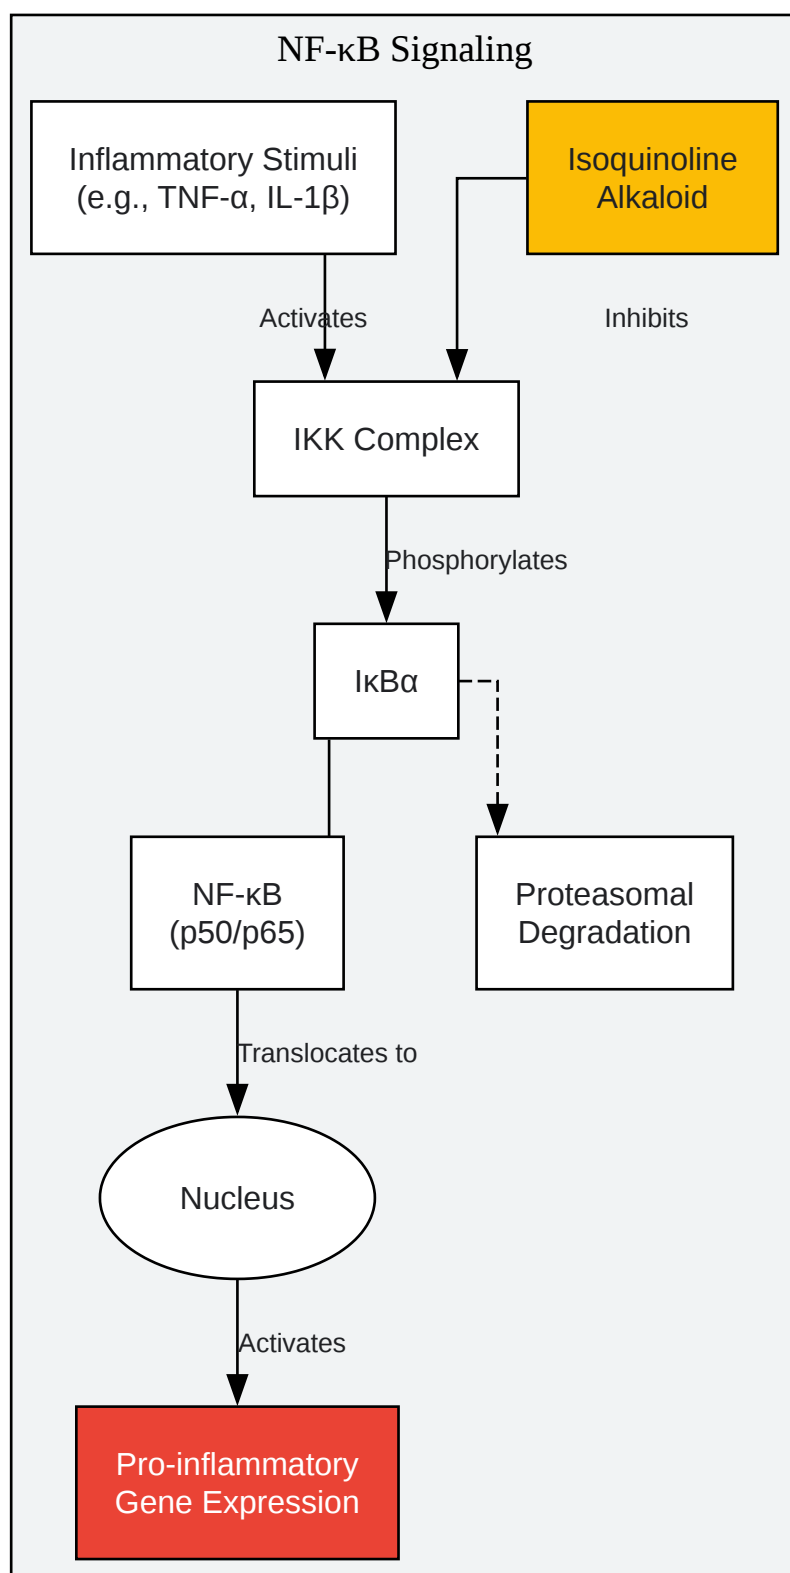 NF-κB Signaling
Inflammatory Stimuli
(e.g., TNF-α, IL-1β)
Isoquinoline
Alkaloid
Activates
Inhibits
IKK Complex
Phosphorylates
IκBα
NF-κB
(p50/p65)
Proteasomal
Degradation
Translocates to
Nucleus
Activates
Pro-inflammatory
Gene Expression